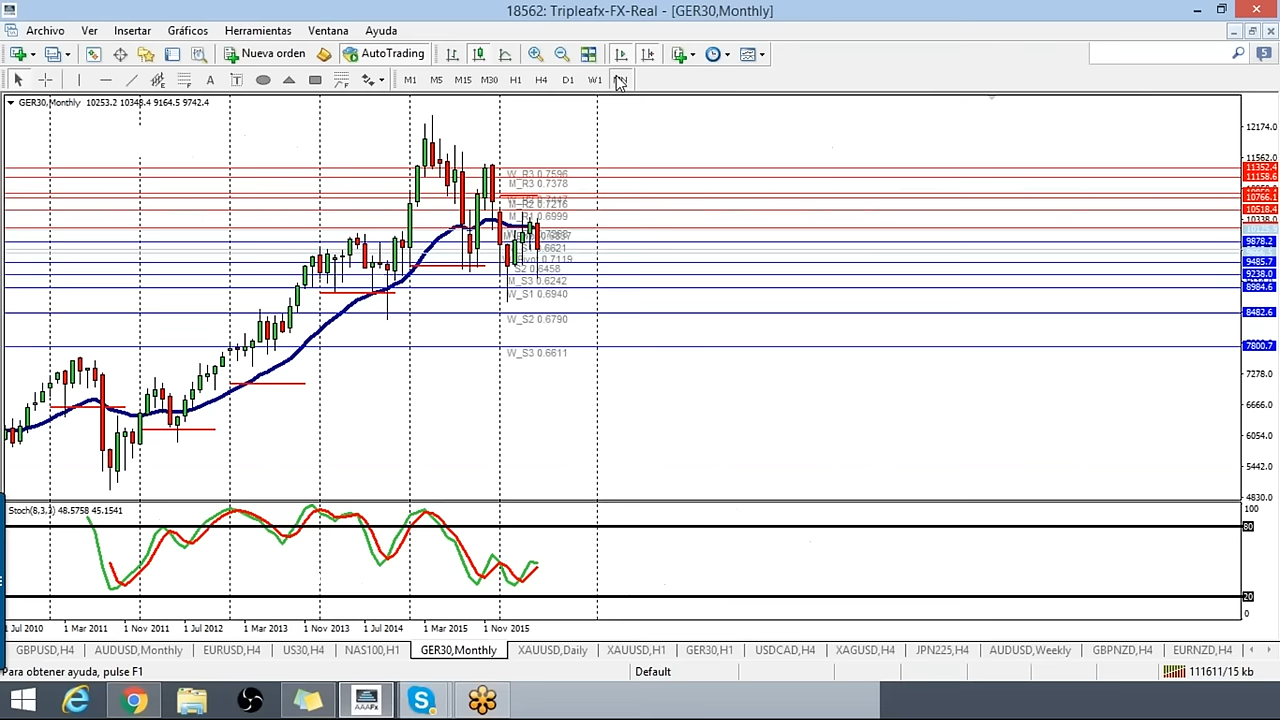 18562: Tripleafx-FX-Real - [GER30,Monthly]
Archivo Ver Insertar Gráficos Herramientas Ventana Ayuda
Nueva orden AutoTrading
5
A T M1 M5 M15 M30 H1 H4 D1 W1
GER30,Monthly 10253.2 10348.4 9164.5 9742.4
12174.0
11562.0
11352.4
11158.6
10766.1
10518.4
10338.0
9878.2
9485.7
9238.0
8984.6
8482.6
7800.7
7278.0
6666.0
6054.0
5442.0
4830.0
W_R3 0.7596
M_R3 0.7378
M_R2 0.7216
M_R1 0.6999
M_S3 0.6242
W_S1 0.6940
W_S2 0.6790
W_S3 0.6611
Stoch(8,3,3) 48.5758 45.1541
100
80
20
0
1 Jul 2010 1 Mar 2011 1 Nov 2011 1 Jul 2012 1 Mar 2013 1 Nov 2013 1 Jul 2014 1 Mar 2015 1 Nov 2015
GBPUSD,H4 AUDUSD,Monthly EURUSD,H4 US30,H4 NAS100,H1 GER30,Monthly XAUUSD,Daily XAUUSD,H1 GER30,H1 USDCAD,H4 XAGUSD,H4 JPN225,H4 AUDUSD,Weekly GBPNZD,H4 EURNZD,H4
Para obtener ayuda, pulse F1 Default 111611/15 kb
AAAFx